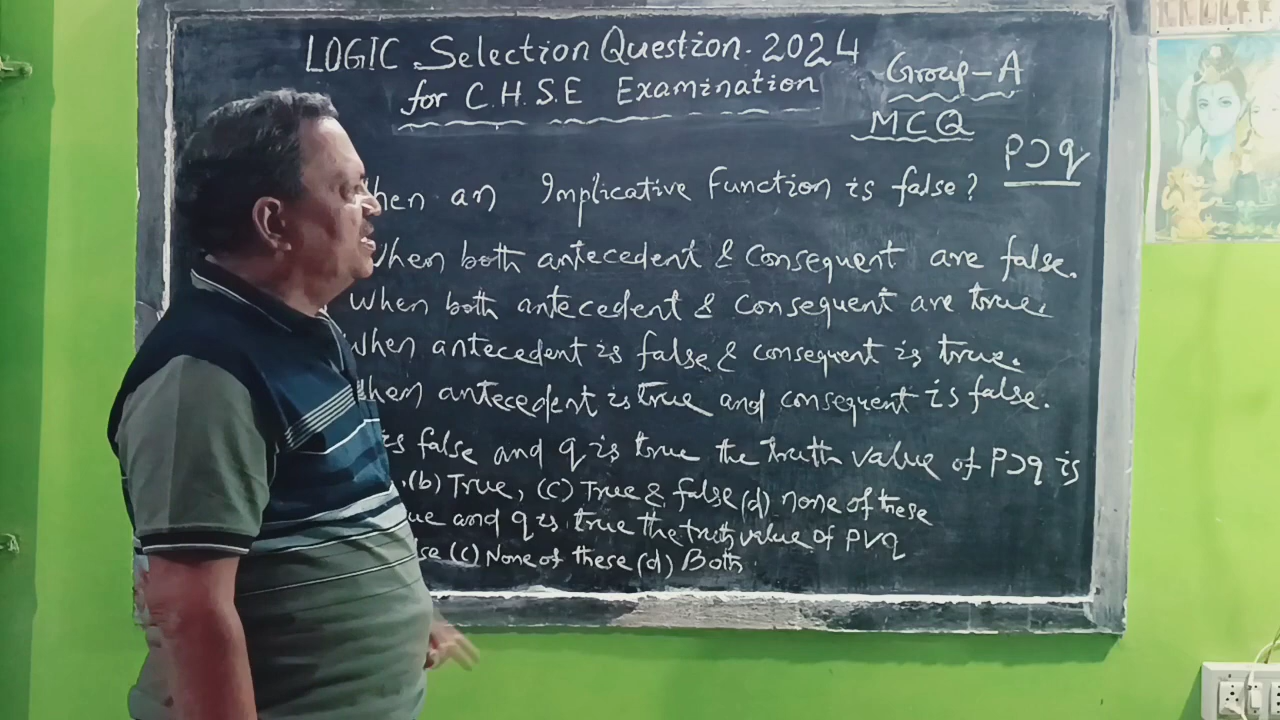 LOGIC Selection Question. 2024
for C.H.S.E Examination
Group-A
MCQ
P⊃q
hen an Implicative Function is false?
When both antecedent & Consequent are false.
When both antecedent & Consequent are true.
When antecedent is false & consequent is true.
When antecedent is true and consequent is false.
is false and q is true the truth value of P⊃q is
.(b) True, (c) True & false (d) none of these
ue and q is true the truth value of PVq
se (c) None of these (d) Both.